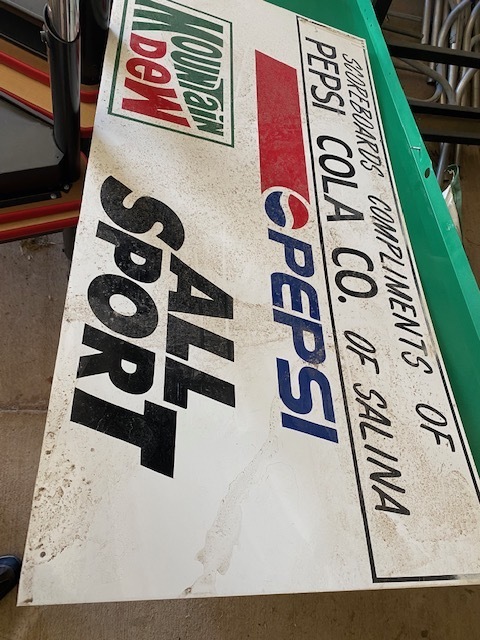 SCOREBOARDS COMPLIMENTS OF
PEPSI COLA CO. OF SALINA
PEPSI
MOUNTAIN
DEW
ALL
SPORT